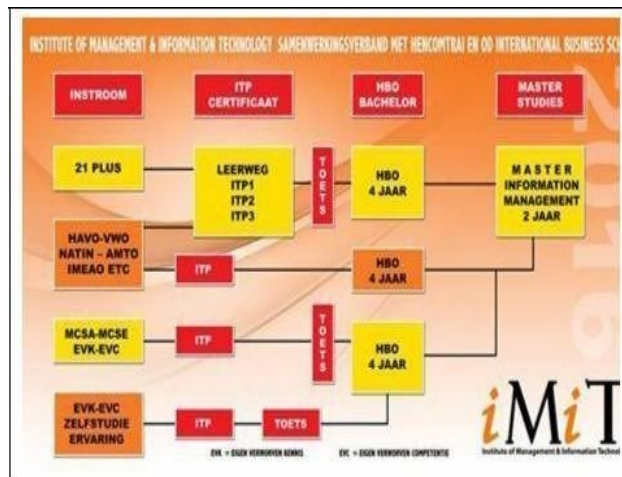 INSTITUTE OF MANAGEMENT & INFORMATION TECHNOLOGY SAMENWERKINGSVERBAND MET HENCOMTRAI EN OD INTERNATIONAL BUSINESS SCH
INSTROOM
ITP
CERTIFICAAT
HBO
BACHELOR
MASTER
STUDIES
21 PLUS
LEERWEG
ITP1
ITP2
ITP3
TOETS
HBO
4 JAAR
MASTER
INFORMATION
MANAGEMENT
2 JAAR
HAVO-VWO
NATIN – AMTO
IMEAO ETC
ITP
HBO
4 JAAR
MCSA-MCSE
EVK-EVC
ITP
TOETS
HBO
4 JAAR
EVK-EVC
ZELFSTUDIE
ERVARING
ITP
TOETS
EVK = EIGEN VERWORVEN KENNIS
EVC = EIGEN VERWORVEN COMPETENTIE
iMiT
Institute of Management & Information Technol